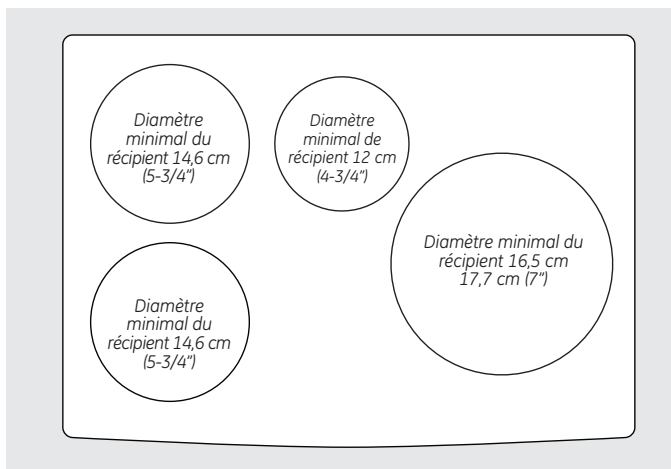 Diamètre
minimal du
récipient 14,6 cm
(5-3/4")
Diamètre
minimal de
récipient 12 cm
(4-3/4")
Diamètre minimal du
récipient 16,5 cm
17,7 cm (7")
Diamètre
minimal du
récipient 14,6 cm
(5-3/4")